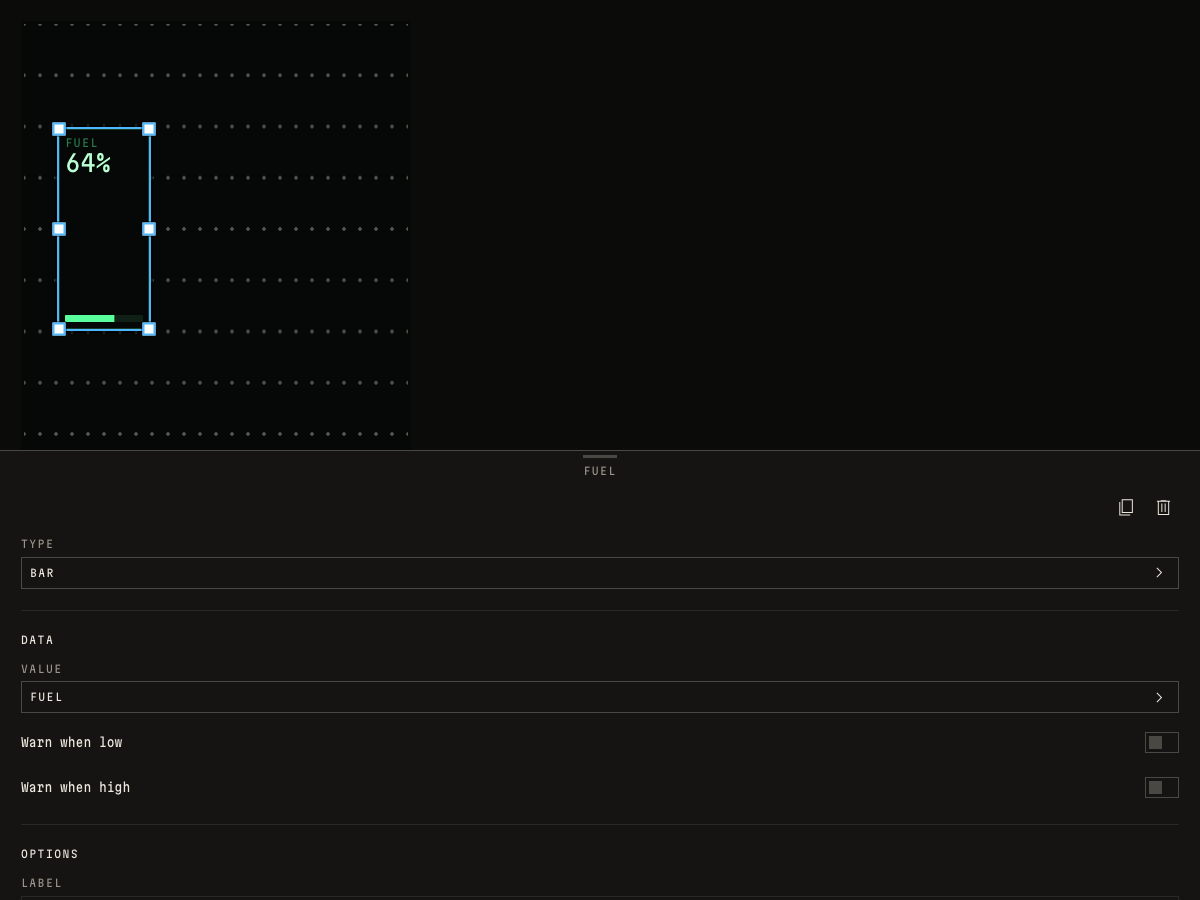 FUEL
64%
FUEL
TYPE
BAR
DATA
VALUE
FUEL
Warn when low
Warn when high
OPTIONS
LABEL